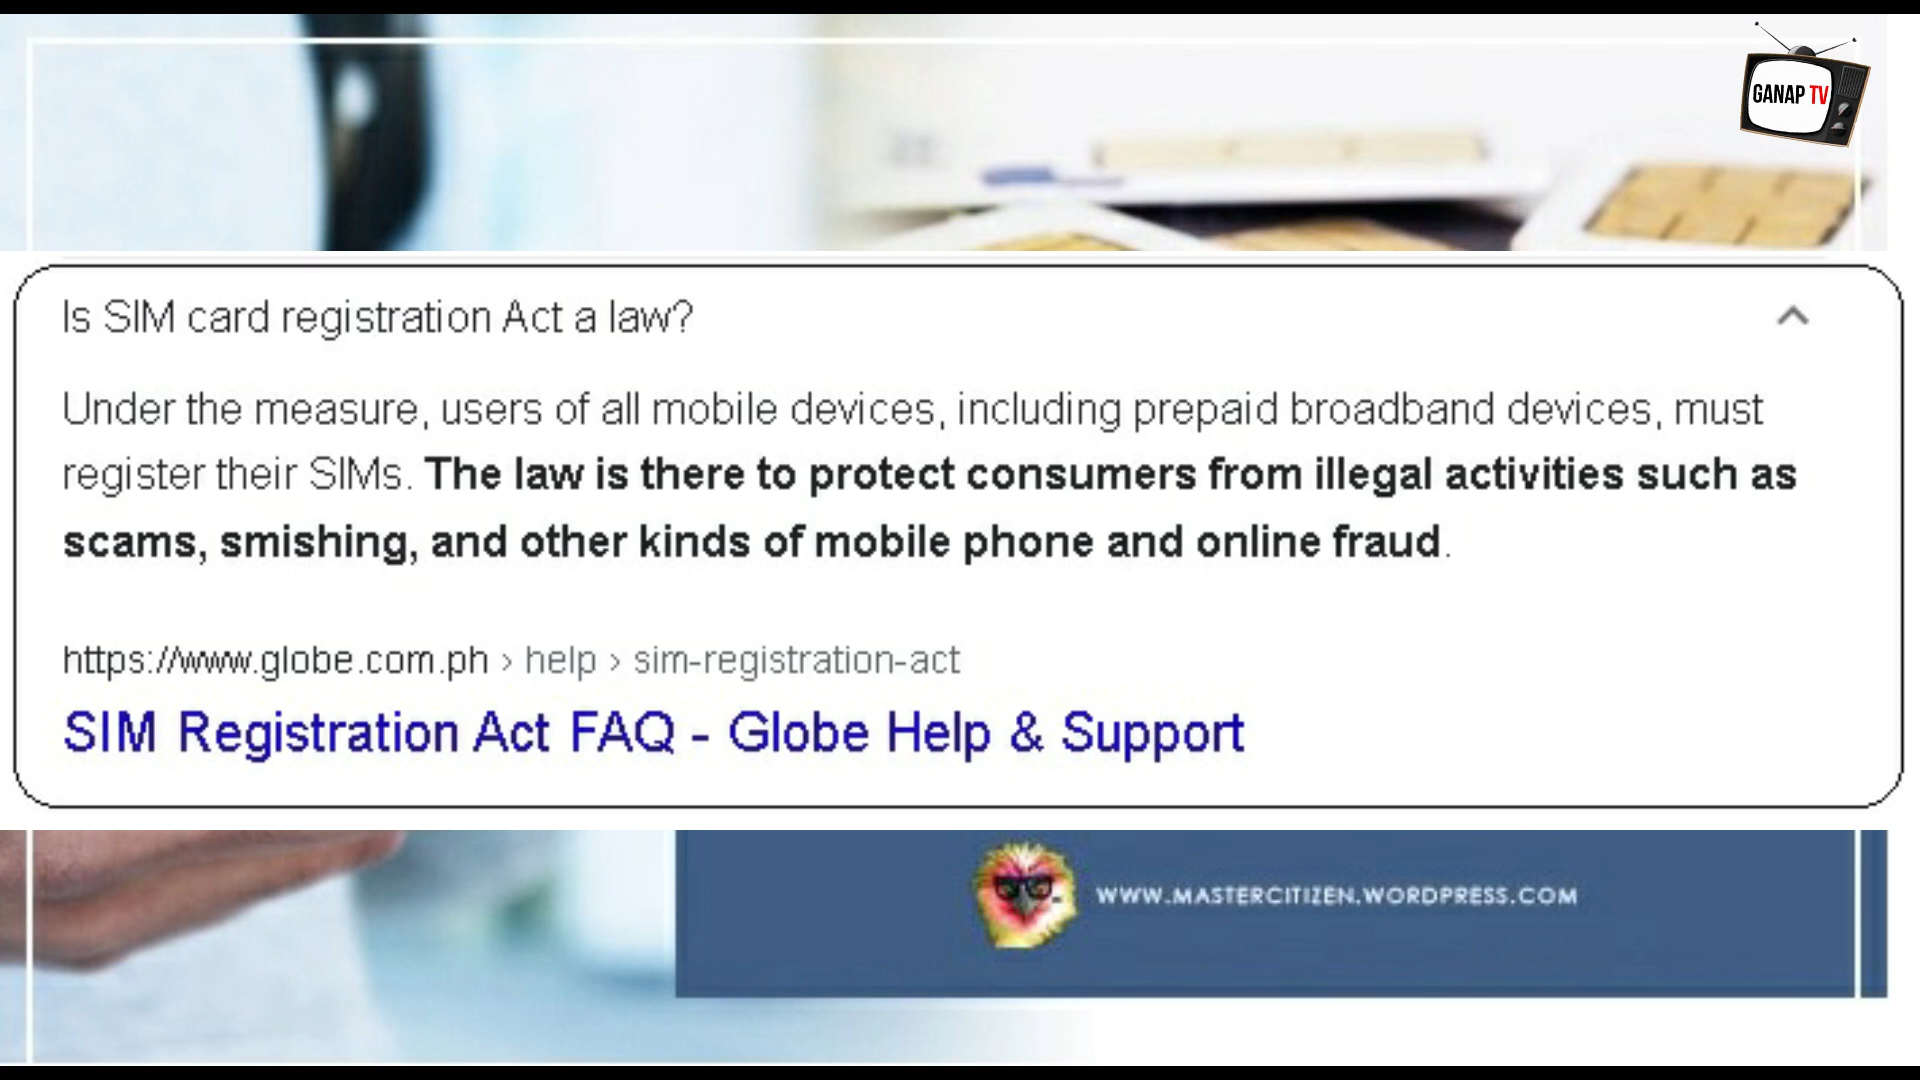 GANAP TV
Is SIM card registration Act a law?
Under the measure, users of all mobile devices, including prepaid broadband devices, must
register their SIMs. The law is there to protect consumers from illegal activities such as
scams, smishing, and other kinds of mobile phone and online fraud.
https://www.globe.com.ph › help › sim-registration-act
SIM Registration Act FAQ - Globe Help & Support
WWW.MASTERCITIZEN.WORDPRESS.COM